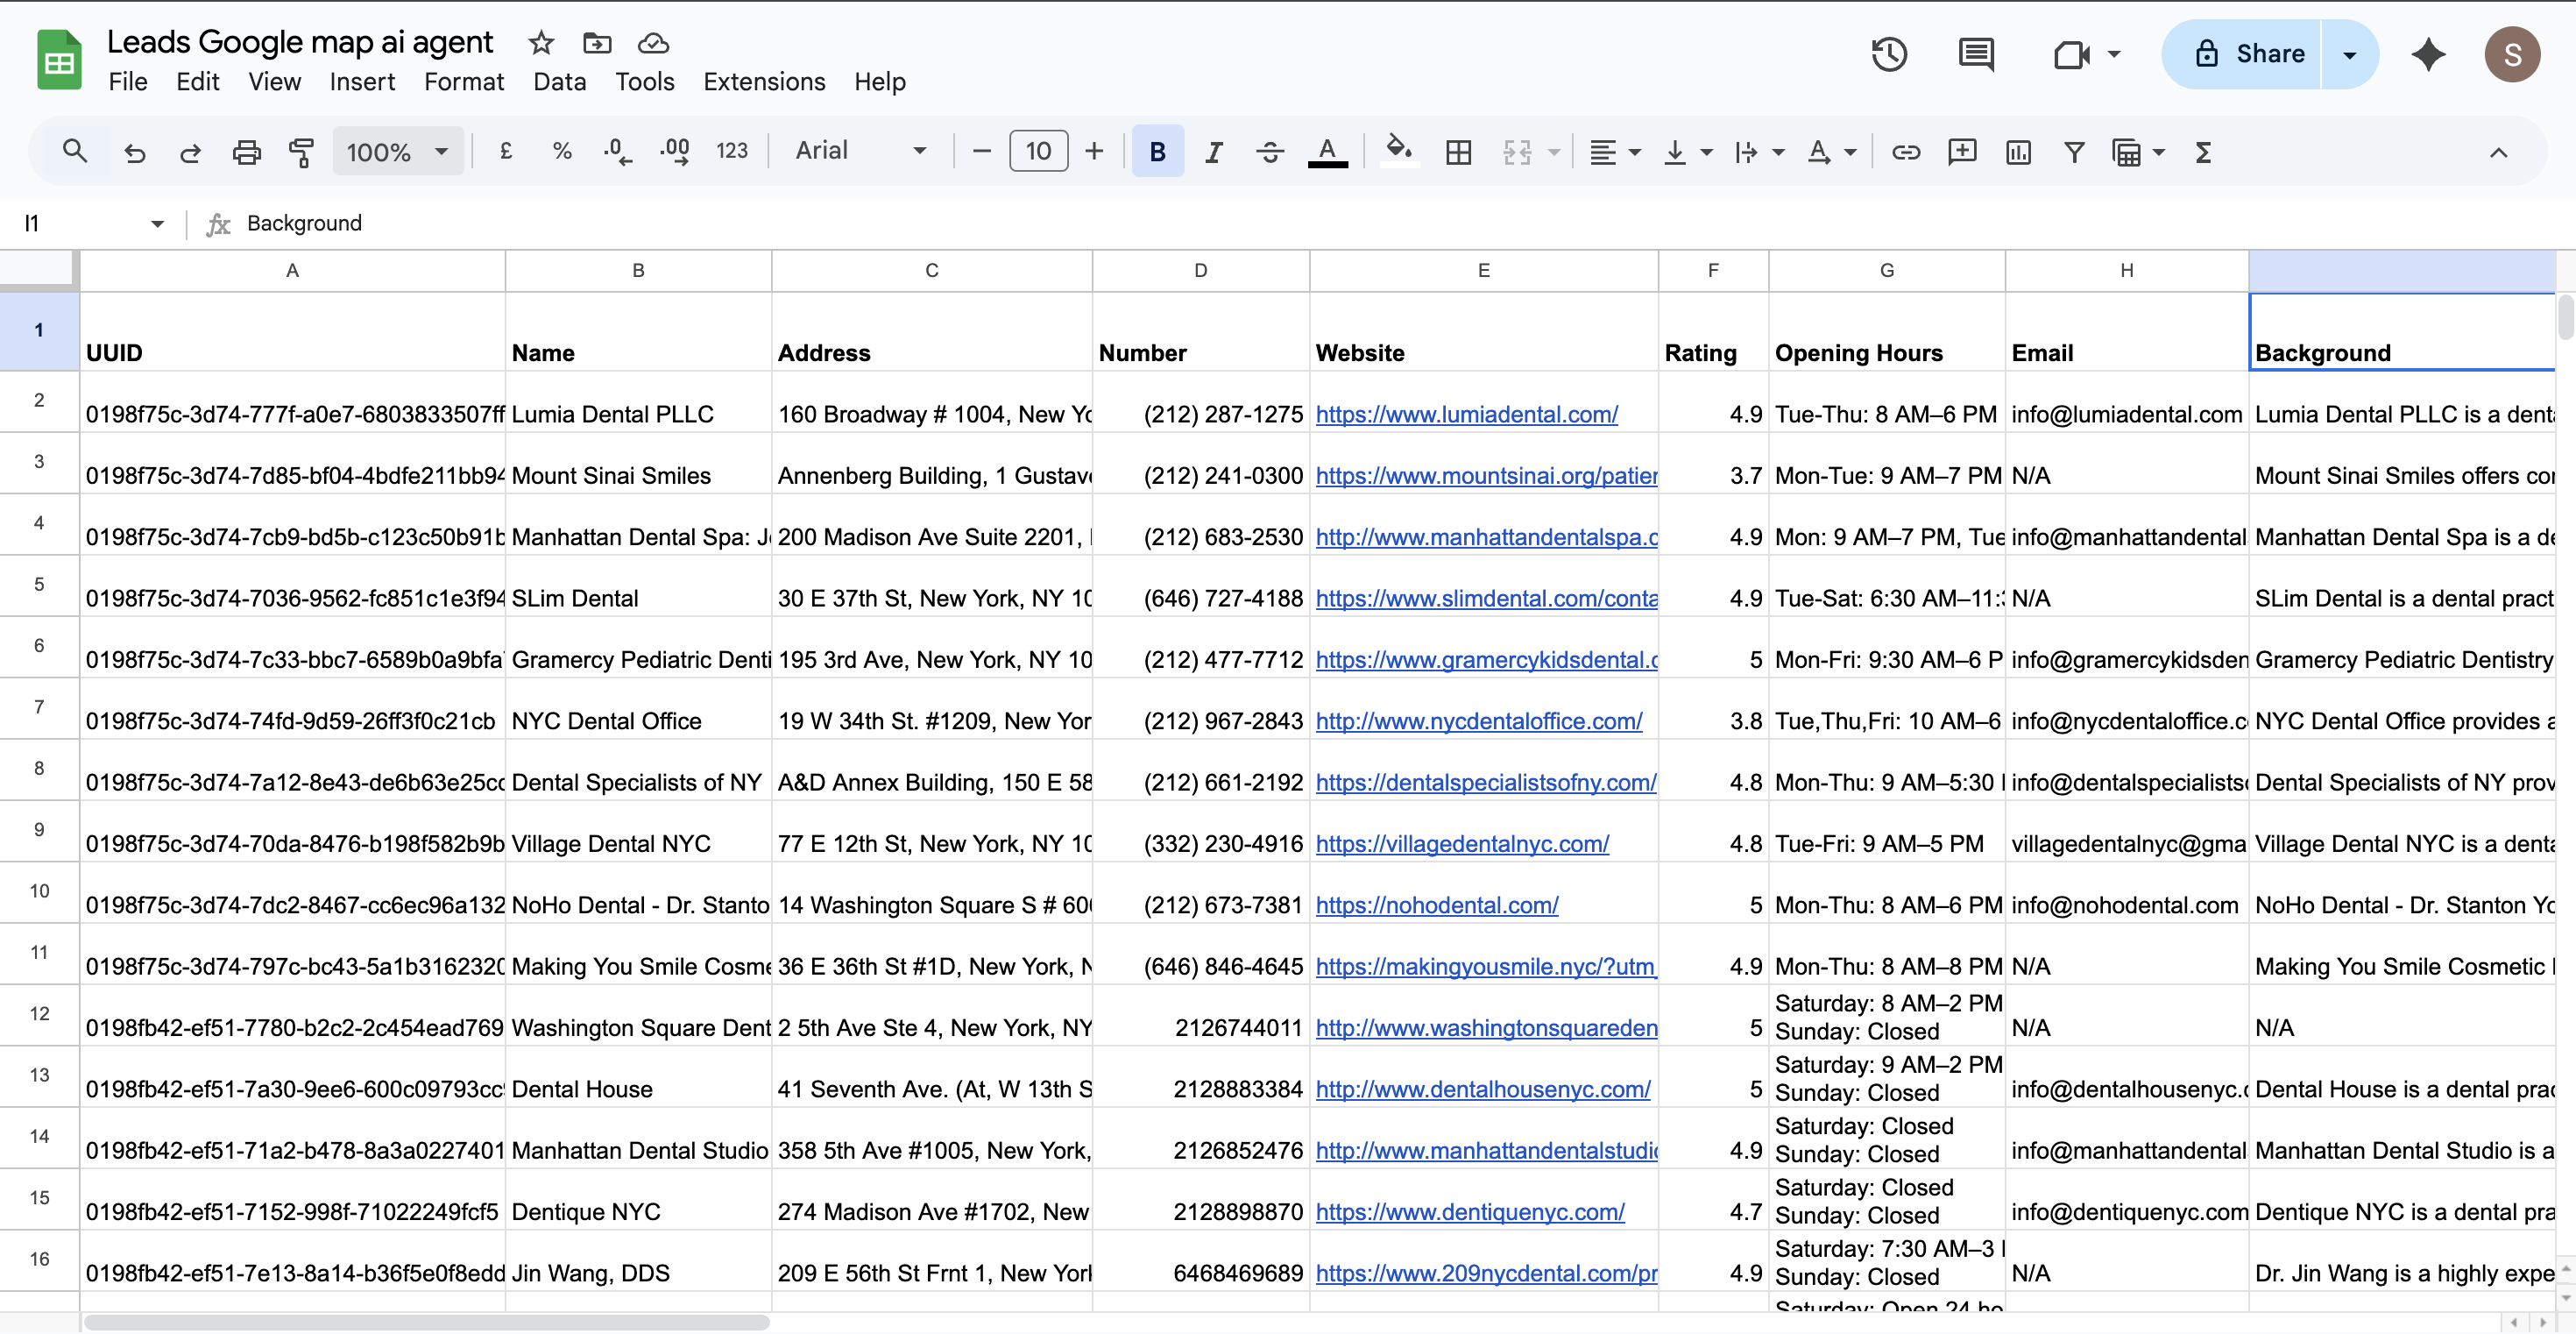 Leads Google map ai agent
File Edit View Insert Format Data Tools Extensions Help
Share
S
100% £ % .0 .00 123 Arial 10 B I A A Σ
I1 fx Background
A B C D E F G H
1 UUID Name Address Number Website Rating Opening Hours Email Background
2 0198f75c-3d74-777f-a0e7-6803833507ff Lumia Dental PLLC 160 Broadway # 1004, New Yo (212) 287-1275 https://www.lumiadental.com/ 4.9 Tue-Thu: 8 AM–6 PM info@lumiadental.com Lumia Dental PLLC is a denta
3 0198f75c-3d74-7d85-bf04-4bdfe211bb94 Mount Sinai Smiles Annenberg Building, 1 Gustave (212) 241-0300 https://www.mountsinai.org/patien 3.7 Mon-Tue: 9 AM–7 PM N/A Mount Sinai Smiles offers cor
4 0198f75c-3d74-7cb9-bd5b-c123c50b91b Manhattan Dental Spa: J 200 Madison Ave Suite 2201, (212) 683-2530 http://www.manhattandentalspa.c 4.9 Mon: 9 AM–7 PM, Tue info@manhattandental Manhattan Dental Spa is a de
5 0198f75c-3d74-7036-9562-fc851c1e3f94 SLim Dental 30 E 37th St, New York, NY 10 (646) 727-4188 https://www.slimdental.com/conta 4.9 Tue-Sat: 6:30 AM–11: N/A SLim Dental is a dental pract
6 0198f75c-3d74-7c33-bbc7-6589b0a9bfa Gramercy Pediatric Denti 195 3rd Ave, New York, NY 10 (212) 477-7712 https://www.gramercykidsdental.c 5 Mon-Fri: 9:30 AM–6 P info@gramercykidsden Gramercy Pediatric Dentistry
7 0198f75c-3d74-74fd-9d59-26ff3f0c21cb NYC Dental Office 19 W 34th St. #1209, New Yor (212) 967-2843 http://www.nycdentaloffice.com/ 3.8 Tue,Thu,Fri: 10 AM–6 info@nycdentaloffice.c NYC Dental Office provides a
8 0198f75c-3d74-7a12-8e43-de6b63e25cc Dental Specialists of NY A&D Annex Building, 150 E 58 (212) 661-2192 https://dentalspecialistsofny.com/ 4.8 Mon-Thu: 9 AM–5:30 info@dentalspecialists Dental Specialists of NY prov
9 0198f75c-3d74-70da-8476-b198f582b9b Village Dental NYC 77 E 12th St, New York, NY 10 (332) 230-4916 https://villagedentalnyc.com/ 4.8 Tue-Fri: 9 AM–5 PM villagedentalnyc@gma Village Dental NYC is a denta
10 0198f75c-3d74-7dc2-8467-cc6ec96a132 NoHo Dental - Dr. Stanto 14 Washington Square S # 60 (212) 673-7381 https://nohodental.com/ 5 Mon-Thu: 8 AM–6 PM info@nohodental.com NoHo Dental - Dr. Stanton Yo
11 0198f75c-3d74-797c-bc43-5a1b3162320 Making You Smile Cosme 36 E 36th St #1D, New York, N (646) 846-4645 https://makingyousmile.nyc/?utm_ 4.9 Mon-Thu: 8 AM–8 PM N/A Making You Smile Cosmetic
Saturday: 8 AM–2 PM
12 0198fb42-ef51-7780-b2c2-2c454ead769 Washington Square Dent 2 5th Ave Ste 4, New York, NY 2126744011 http://www.washingtonsquareden 5 Sunday: Closed N/A N/A
Saturday: 9 AM–2 PM
13 0198fb42-ef51-7a30-9ee6-600c09793cc Dental House 41 Seventh Ave. (At, W 13th S 2128883384 http://www.dentalhousenyc.com/ 5 Sunday: Closed info@dentalhousenyc.c Dental House is a dental prac
Saturday: Closed
14 0198fb42-ef51-71a2-b478-8a3a0227401 Manhattan Dental Studio 358 5th Ave #1005, New York, 2126852476 http://www.manhattandentalstudi 4.9 Sunday: Closed info@manhattandental Manhattan Dental Studio is a
Saturday: Closed
15 0198fb42-ef51-7152-998f-71022249fcf5 Dentique NYC 274 Madison Ave #1702, New 2128898870 https://www.dentiquenyc.com/ 4.7 Sunday: Closed info@dentiquenyc.com Dentique NYC is a dental pra
Saturday: 7:30 AM–3
16 0198fb42-ef51-7e13-8a14-b36f5e0f8edd Jin Wang, DDS 209 E 56th St Frnt 1, New York 6468469689 https://www.209nycdental.com/pr 4.9 Sunday: Closed N/A Dr. Jin Wang is a highly expe
Saturday: Open 24 ho